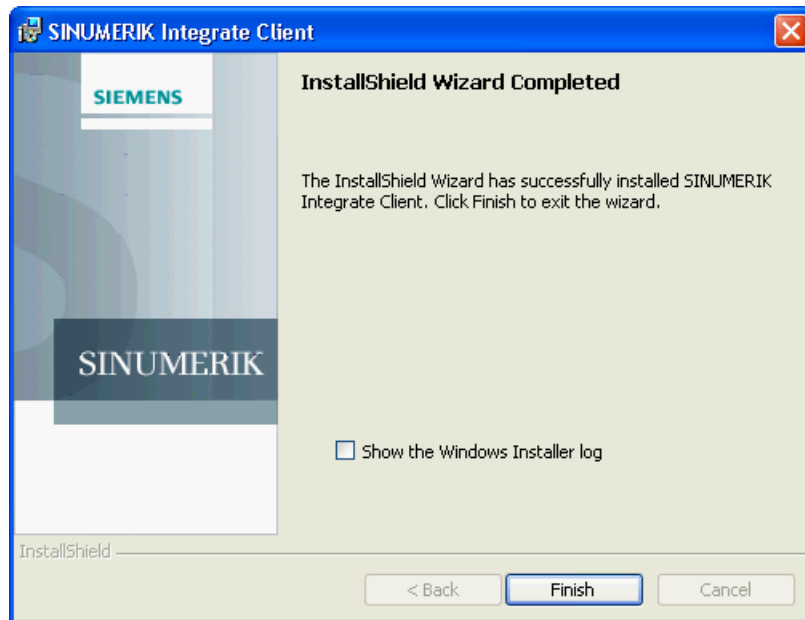 SINUMERIK Integrate Client
SIEMENS
InstallShield Wizard Completed
The InstallShield Wizard has successfully installed SINUMERIK
Integrate Client. Click Finish to exit the wizard.
SINUMERIK
Show the Windows Installer log
InstallShield
< Back
Finish
Cancel